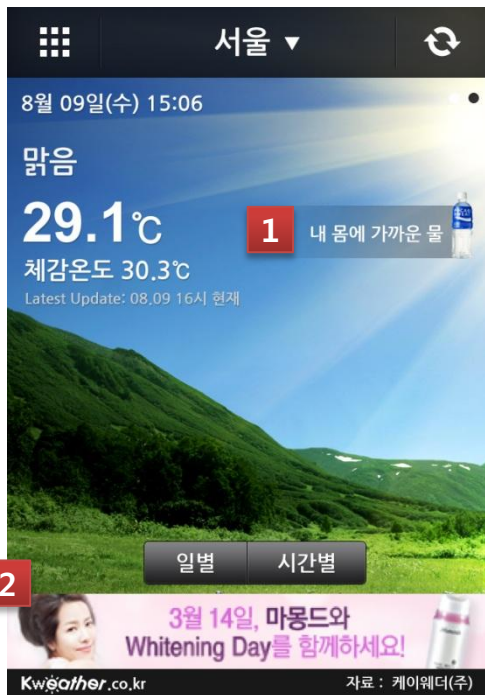 서울 ▼
8월 09일(수) 15:06
맑음
29.1℃
1
내 몸에 가까운 물
체감온도 30.3℃
Latest Update: 08.09 16시 현재
일별
시간별
2
3월 14일, 마몽드와
Whitening Day를 함께하세요!
Kweather.co.kr
자료 : 케이웨더(주)